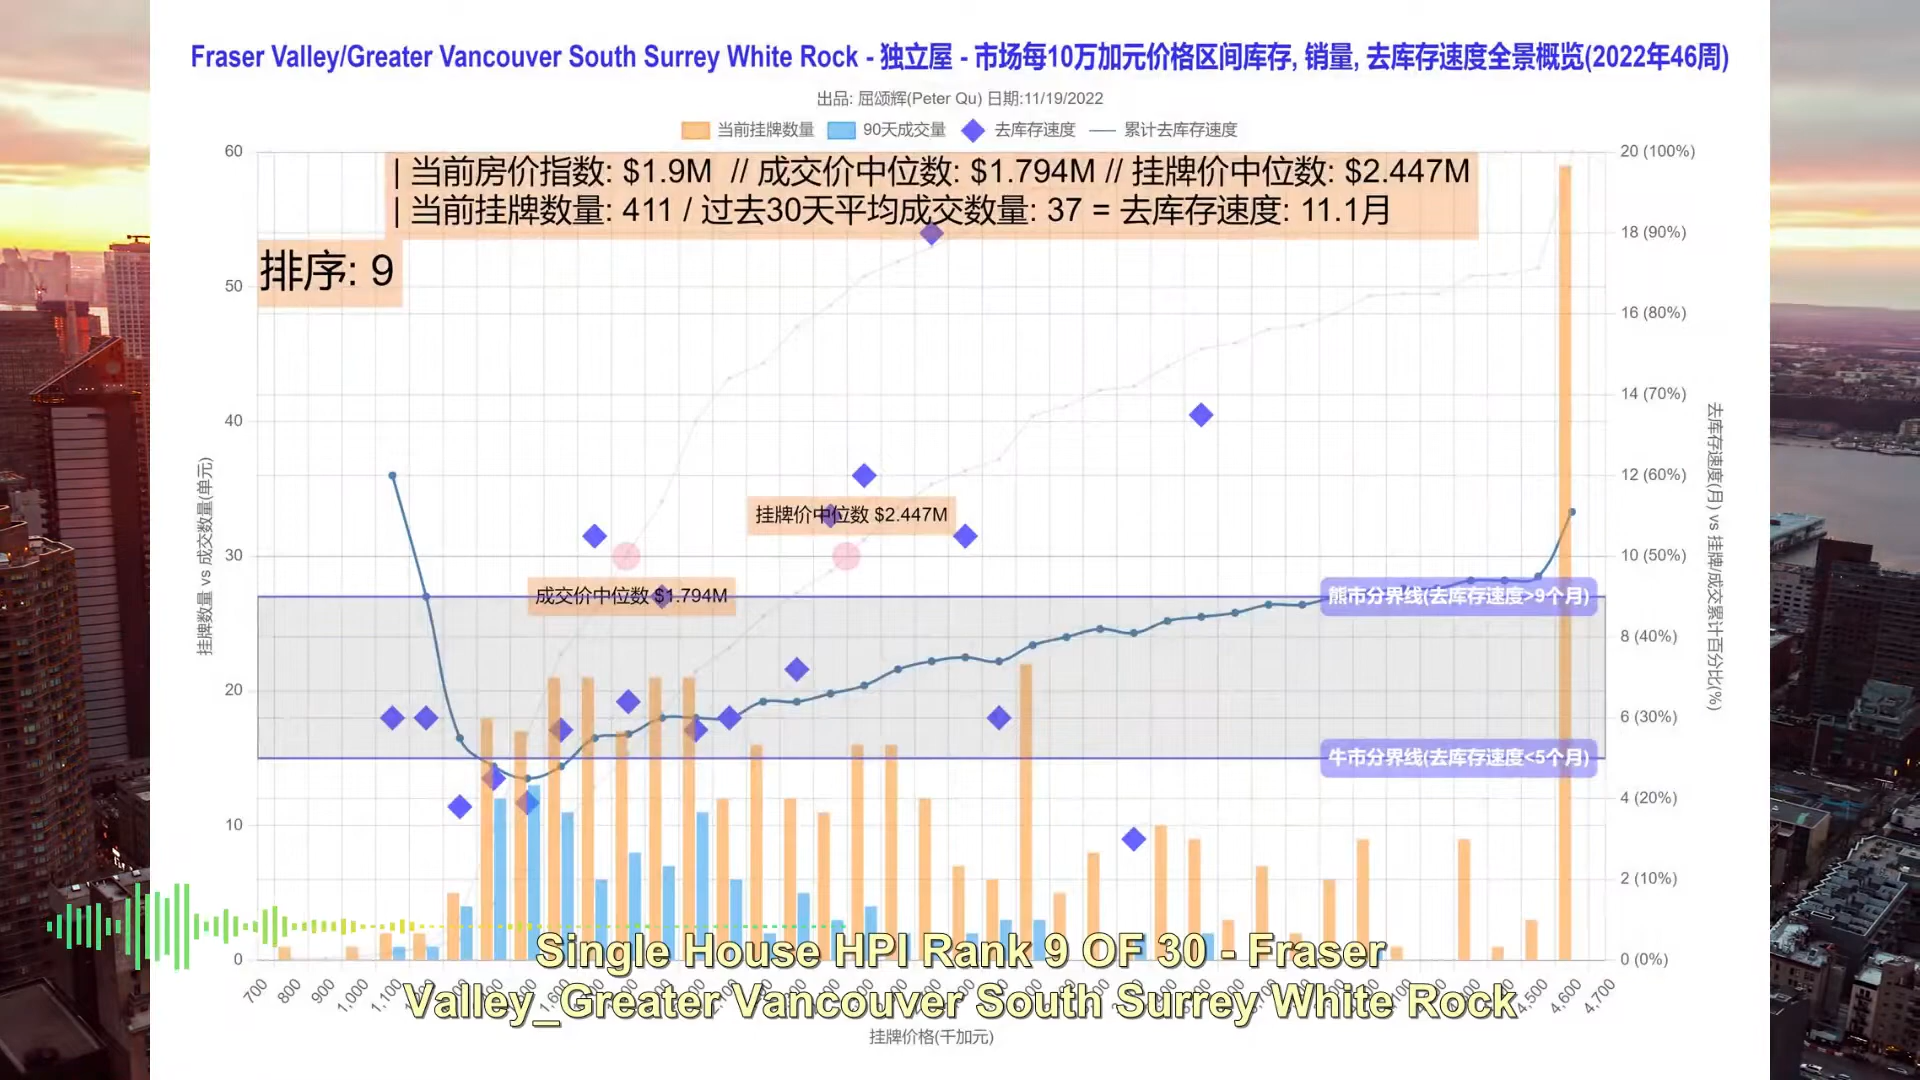 Fraser Valley/Greater Vancouver South Surrey White Rock - 独立屋 - 市场每10万加元价格区间库存, 销量, 去库存速度全景概览(2022年46周)
出品: 屈颂辉(Peter Qu) 日期:11/19/2022
当前挂牌数量 90天成交量 去库存速度 累计去库存速度
| 当前房价指数: $1.9M // 成交价中位数: $1.794M // 挂牌价中位数: $2.447M
| 当前挂牌数量: 411 / 过去30天平均成交数量: 37 = 去库存速度: 11.1月
排序: 9
60
50
40
30
20
10
0
挂牌数量 vs 成交数量(单元)
挂牌价中位数 $2.447M
成交价中位数 $1.794M
熊市分界线(去库存速度>9个月)
牛市分界线(去库存速度<5个月)
20 (100%)
18 (90%)
16 (80%)
14 (70%)
12 (60%)
10 (50%)
8 (40%)
6 (30%)
4 (20%)
2 (10%)
0 (0%)
去库存速度(月) vs 挂牌/成交累计百分比(%)
700 800 900 1,000 4,600 4,700
挂牌价格(千加元)
Single House HPI Rank 9 OF 30 - Fraser
Valley_Greater Vancouver South Surrey White Rock